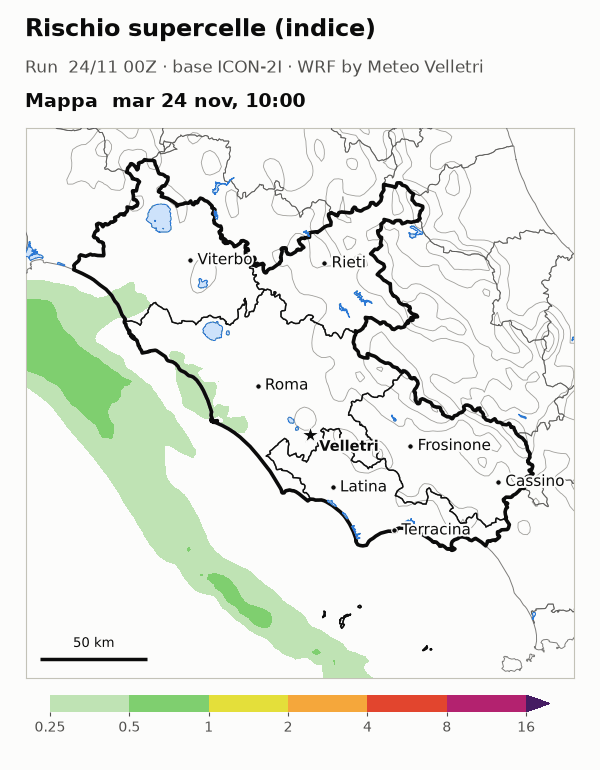 Rischio supercelle (indice)
Run 24/11 00Z · base ICON-2I · WRF by Meteo Velletri
Mappa mar 24 nov, 10:00
Viterbo
Rieti
Roma
Velletri
Frosinone
Latina
Cassino
Terracina
50 km
0.25 0.5 1 2 4 8 16